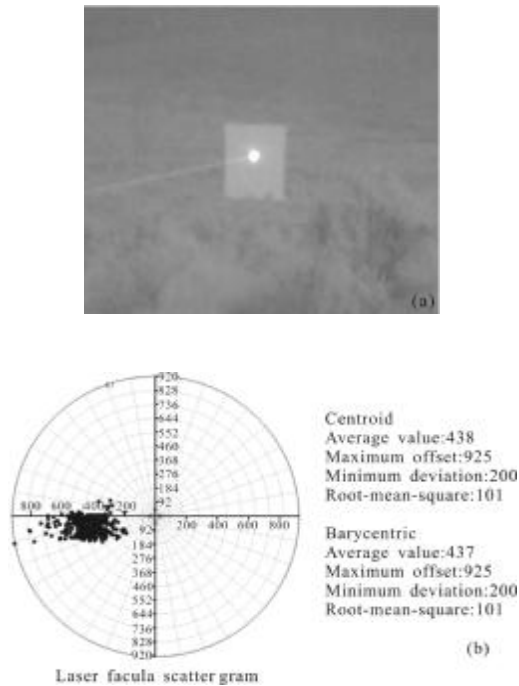 (a)
920
828
736
644
552
460
368
276
184
92
800 600 400 200
200 400 600 800
92
184
276
368
460
552
644
736
828
920
Centroid
Average value:438
Maximum offset:925
Minimum deviation:200
Root-mean-square:101
Barycentric
Average value:437
Maximum offset:925
Minimum deviation:200
Root-mean-square:101
(b)
Laser facula scatter gram